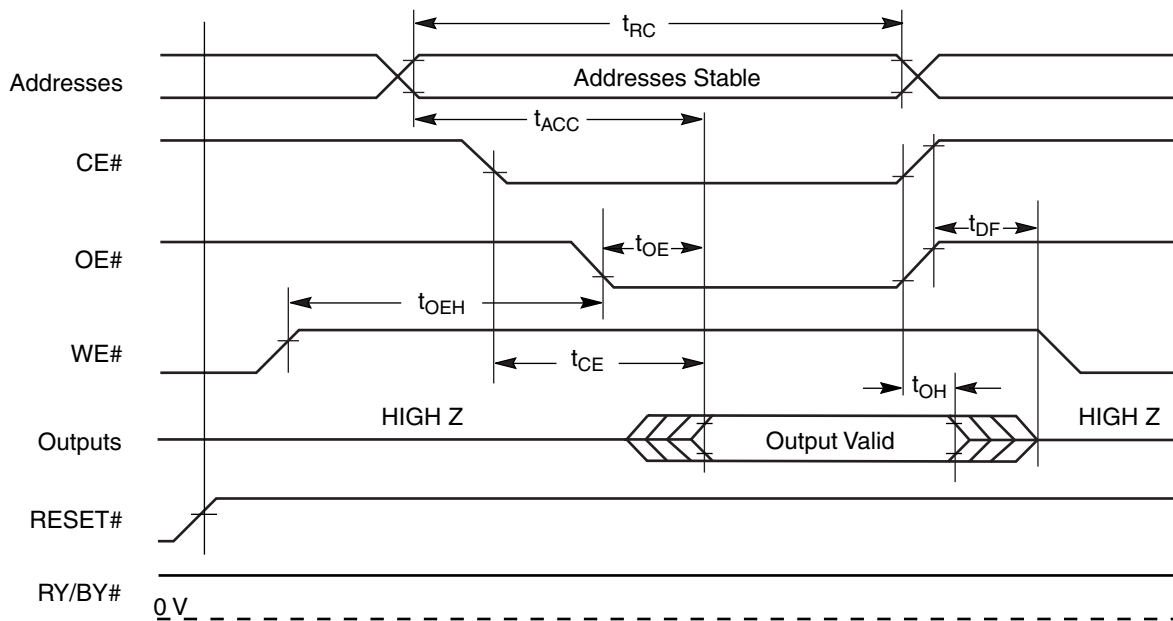 tRC
Addresses
Addresses Stable
tACC
CE#
tDF
OE#
tOE
tOEH
WE#
tCE
tOH
HIGH Z
HIGH Z
Outputs
Output Valid
RESET#
RY/BY#
0 V